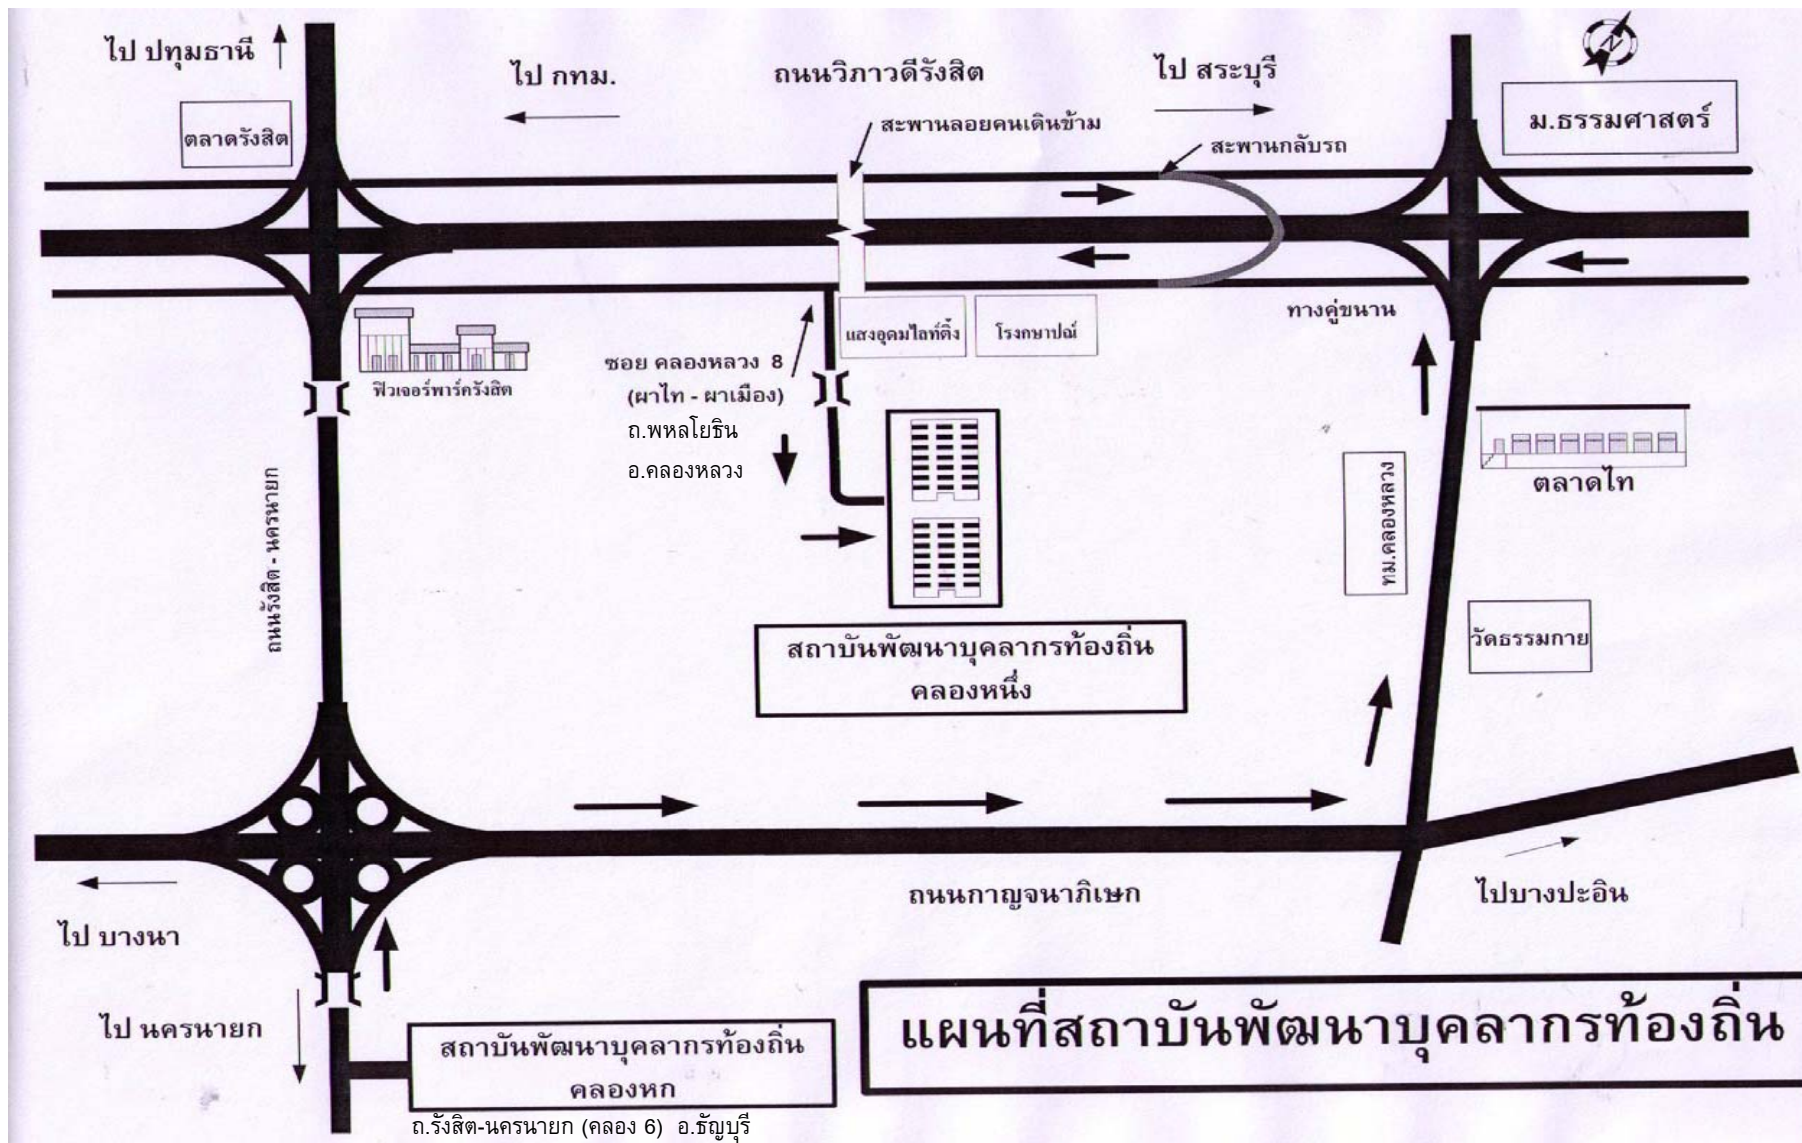 ไป ปทุมธานี
ไป กทม.
ถนนวิภาวดีรังสิต
ไป สระบุรี
N
ตลาดรังสิต
สะพานลอยคนเดินข้าม
สะพานกลับรถ
ม.ธรรมศาสตร์
แสงอุดมไลท์ติ้ง
โรงกษาปณ์
ทางคู่ขนาน
ฟิวเจอร์พาร์ครังสิต
ซอย คลองหลวง 8
(ผาไท - ผาเมือง)
ถ.พหลโยธิน
อ.คลองหลวง
ตลาดไท
ทม.คลองหลวง
ถนนรังสิต - นครนายก
วัดธรรมกาย
สถาบันพัฒนาบุคลากรท้องถิ่น
คลองหนึ่ง
ถนนกาญจนาภิเษก
ไปบางปะอิน
ไป บางนา
ไป นครนายก
สถาบันพัฒนาบุคลากรท้องถิ่น
คลองหก
ถ.รังสิต-นครนายก (คลอง 6) อ.ธัญบุรี
แผนที่สถาบันพัฒนาบุคลากรท้องถิ่น